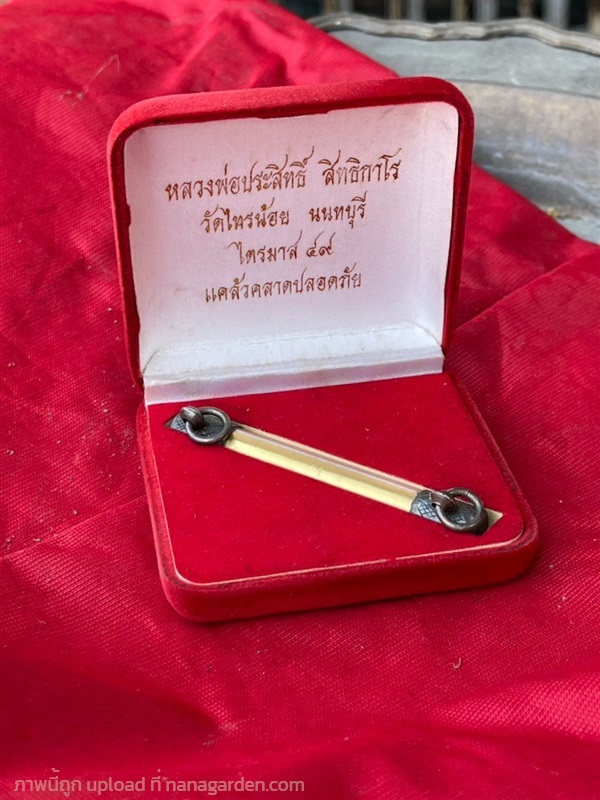 หลวงพ่อประสิทธิ์ สิทธิกาโร
วัดไทรน้อย นนทบุรี
ไตรมาส ๔๙
แคล้วคลาดปลอดภัย
ภาพนี้ถูก upload ที่ nanagarden.com